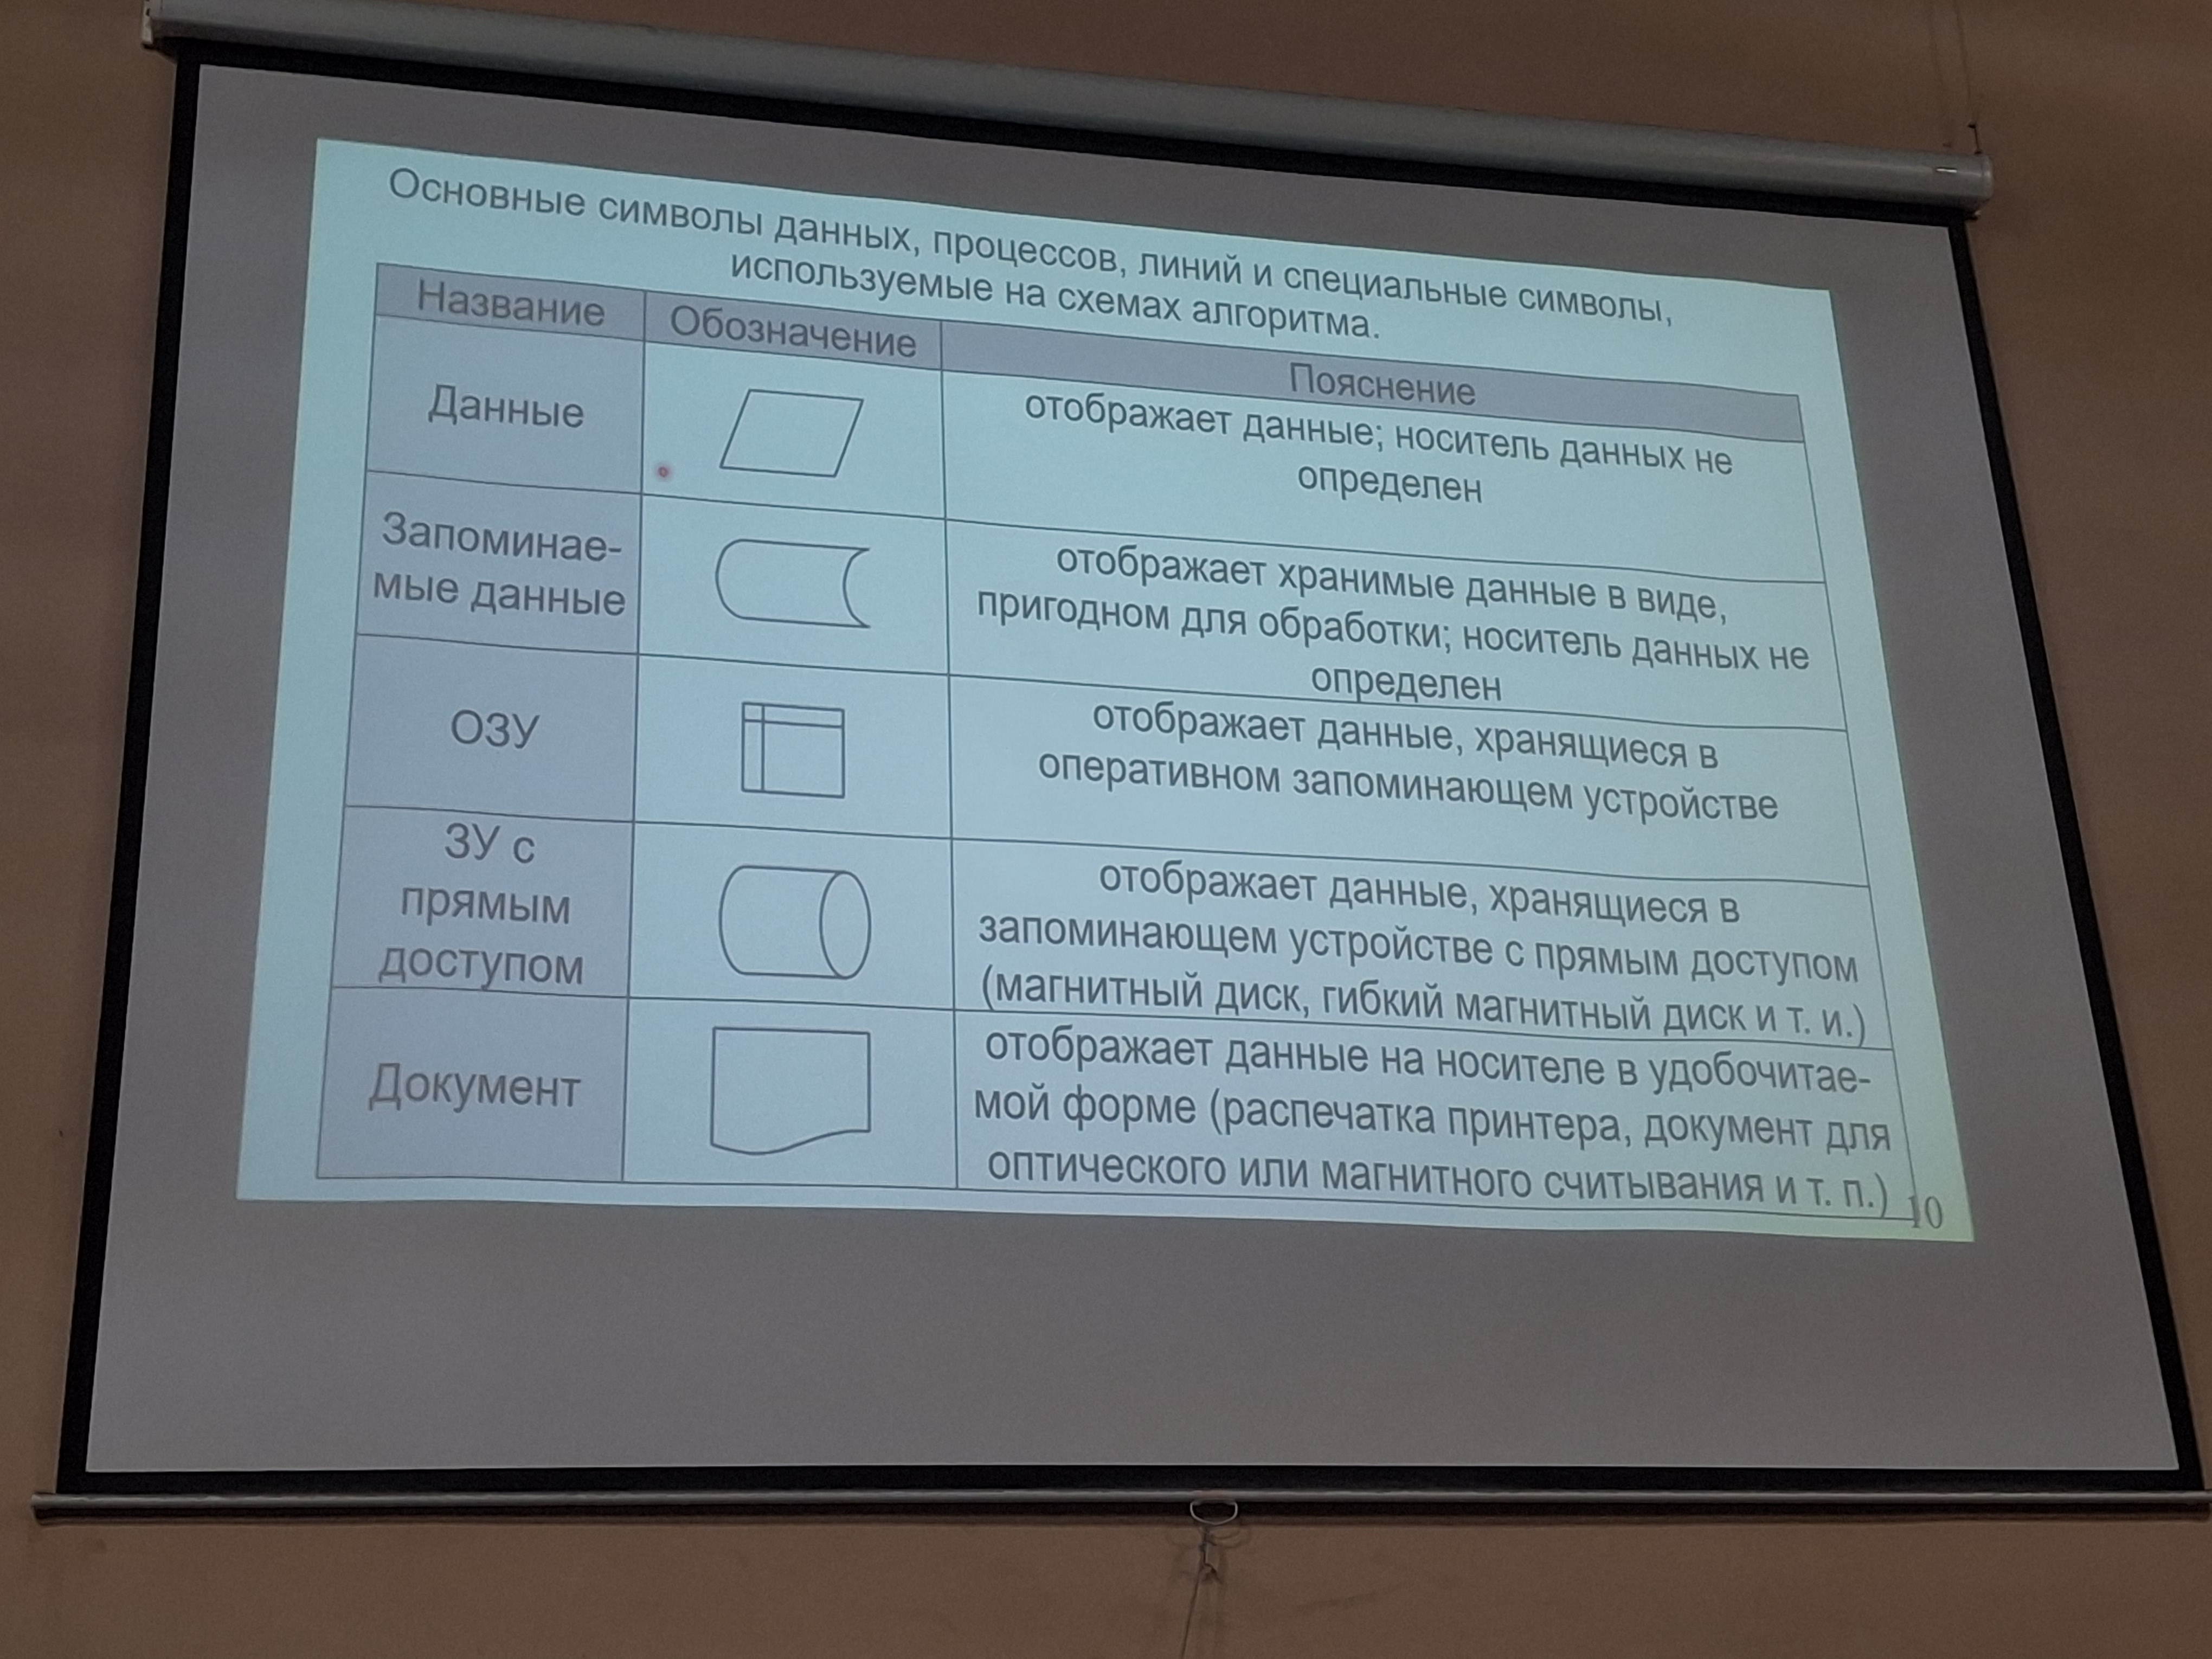 Основные символы данных, процессов, линий и специальные символы,
используемые на схемах алгоритма.
Название
Обозначение
Пояснение
Данные
отображает данные; носитель данных не
определен
Запоминае-
мые данные
отображает хранимые данные в виде,
пригодном для обработки; носитель данных не
определен
ОЗУ
отображает данные, хранящиеся в
оперативном запоминающем устройстве
ЗУ с
прямым
доступом
отображает данные, хранящиеся в
запоминающем устройстве с прямым доступом
(магнитный диск, гибкий магнитный диск и т. и.)
Документ
отображает данные на носителе в удобочитае-
мой форме (распечатка принтера, документ для
оптического или магнитного считывания и т. п.)
10